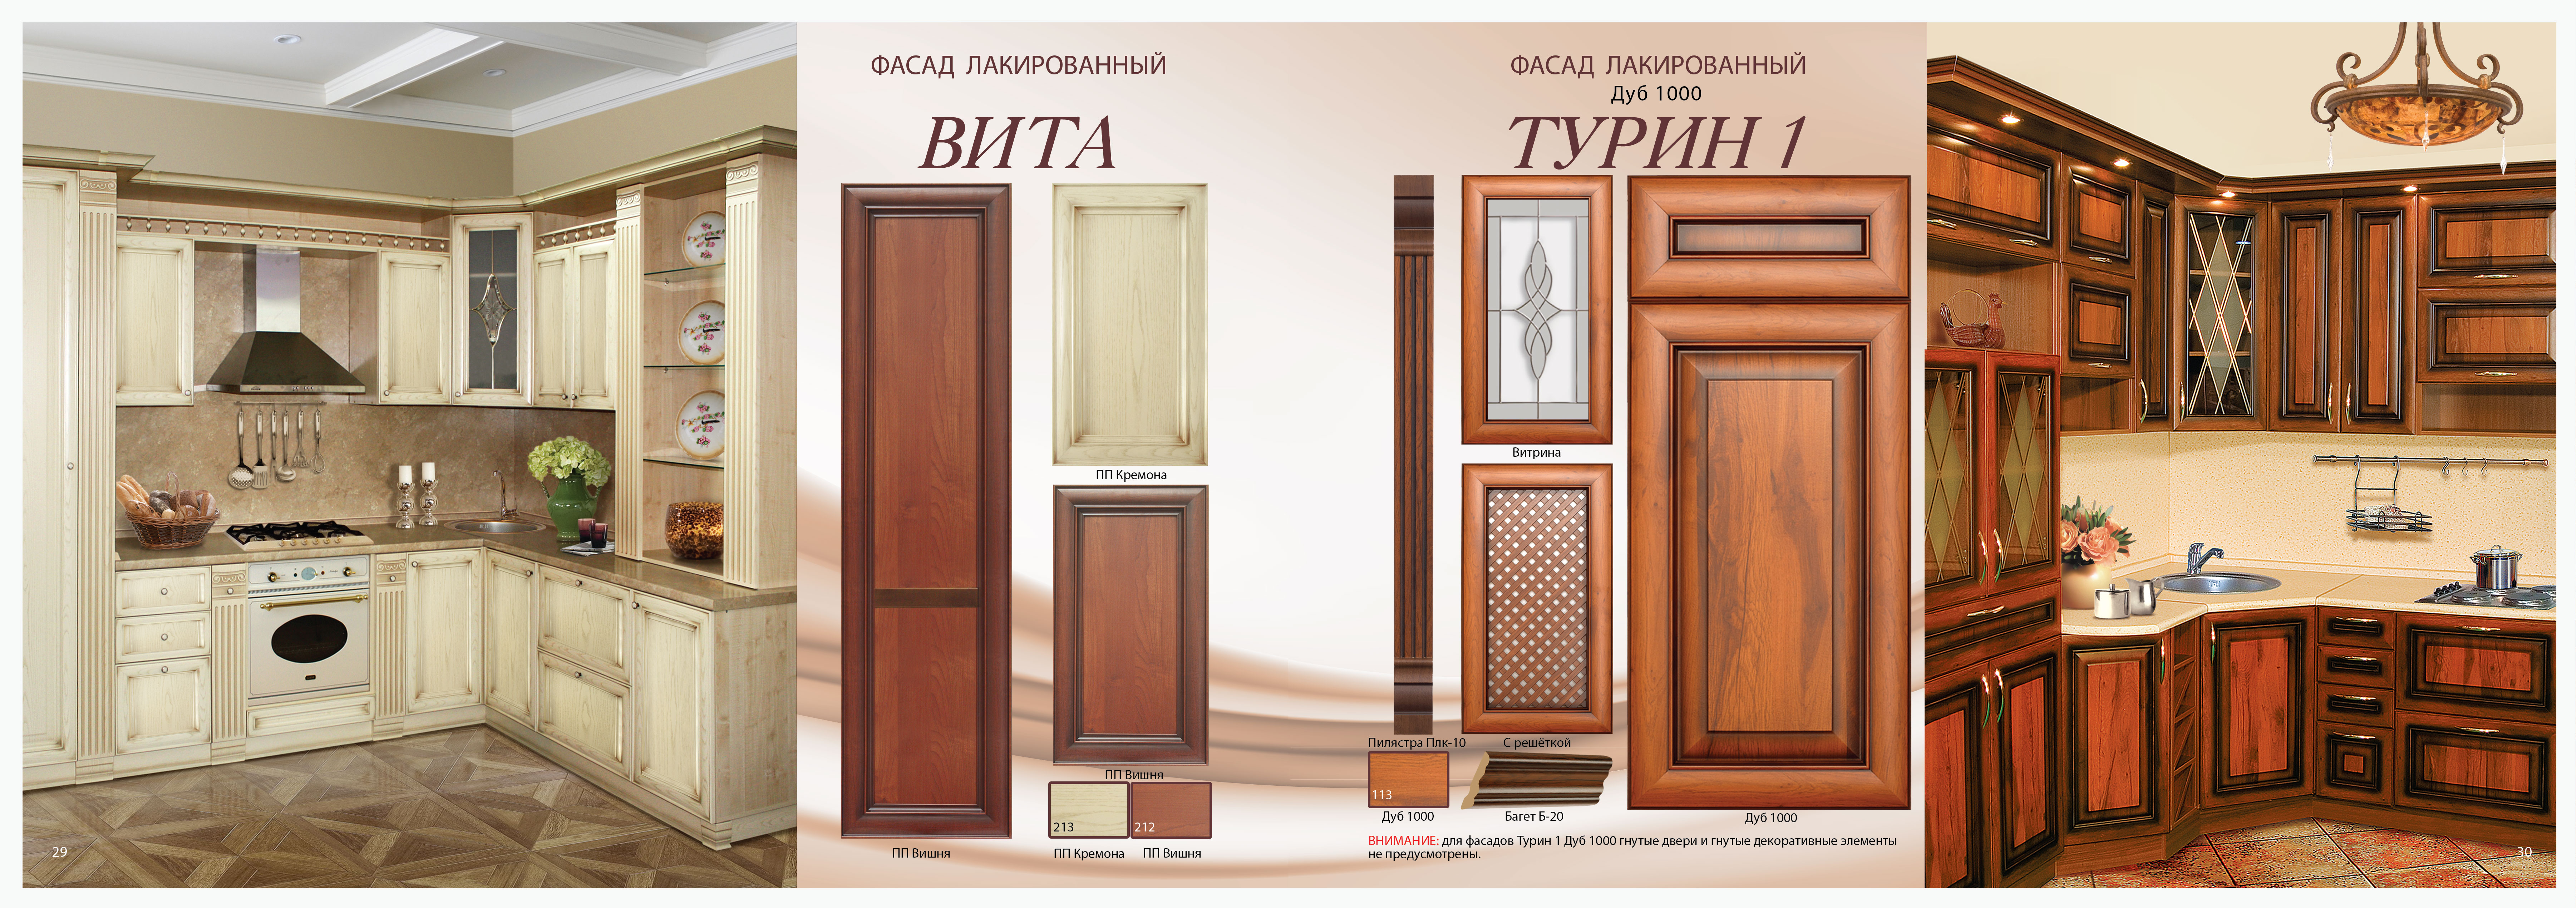 ФАСАД ЛАКИРОВАННЫЙ
ВИТА
ПП Кремона
ПП Вишня
213
212
ПП Вишня
ПП Кремона
ПП Вишня
29
ФАСАД ЛАКИРОВАННЫЙ
Дуб 1000
ТУРИН 1
Витрина
Пилястра Плк-10
С решёткой
113
Дуб 1000
Багет Б-20
Дуб 1000
ВНИМАНИЕ: для фасадов Турин 1 Дуб 1000 гнутые двери и гнутые декоративные элементы
не предусмотрены.
30